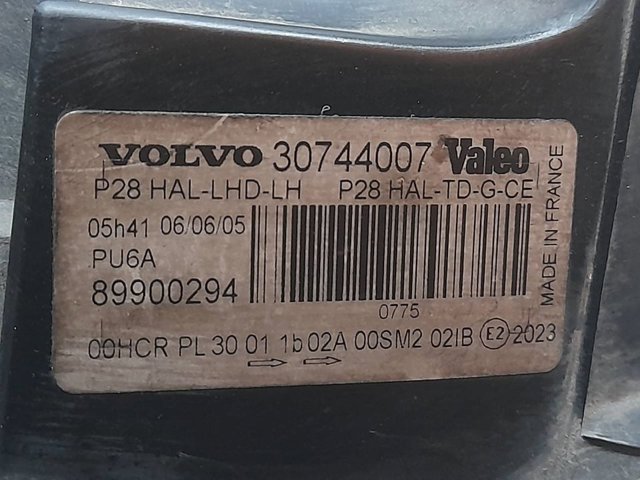 VOLVO 30744007 Valeo
P28 HAL-LHD-LH P28 HAL-TD-G-CE
05h41 06/06/05
PU6A
89900294
0775
00HCR PL 30 01 1b 02A 00SM2 02IB E2 2023
MADE IN FRANCE